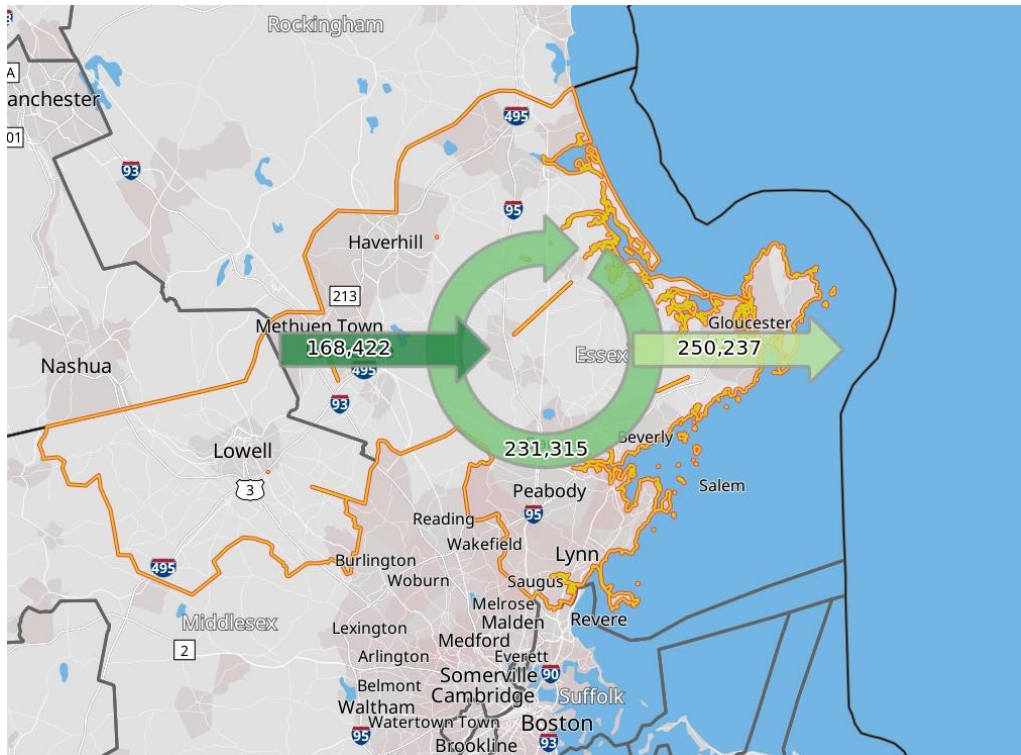 Rockingham
anchester
01
A
495
93
95
Haverhill
213
Methuen Town
Gloucester
168,422
Essex
250,237
Nashua
495
93
Lowell
231,315
Beverly
3
Peabody
Salem
Reading
95
Wakefield
Lynn
495
Burlington
Woburn
Saugus
Melrose
Middlesex
Malden
Revere
Lexington
Medford
2
Arlington
Everett
Somerville
90
Belmont
Cambridge
Suffolk
Waltham
Watertown Town
Boston
95
Brookline
93